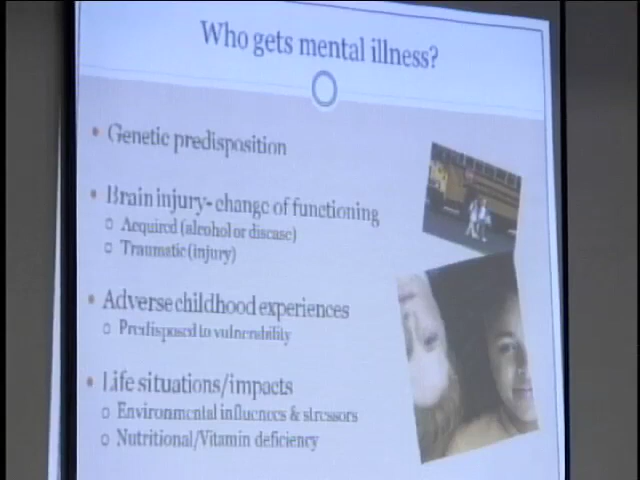 Who gets mental illness?
• Genetic predisposition
• Brain injury- change of functioning
o Acquired (alcohol or disease)
o Traumatic (injury)
• Adverse childhood experiences
o Predisposed to vulnerability
• Life situations/impacts
o Environmental influences & stressors
o Nutritional/Vitamin deficiency